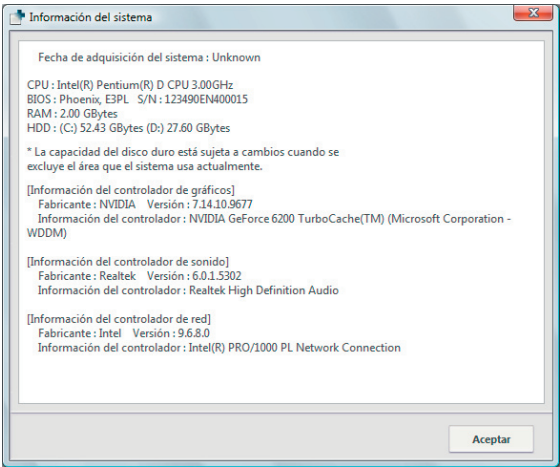 Información del sistema
Fecha de adquisición del sistema : Unknown
CPU : Intel(R) Pentium(R) D CPU 3.00GHz
BIOS : Phoenix, E3PL S/N : 123490EN400015
RAM : 2.00 GBytes
HDD : (C:) 52.43 GBytes (D:) 27.60 GBytes
* La capacidad del disco duro está sujeta a cambios cuando se
excluye el área que el sistema usa actualmente.
[Información del controlador de gráficos]
Fabricante : NVIDIA Versión : 7.14.10.9677
Información del controlador : NVIDIA GeForce 6200 TurboCache(TM) (Microsoft Corporation -
WDDM)
[Información del controlador de sonido]
Fabricante : Realtek Versión : 6.0.1.5302
Información del controlador : Realtek High Definition Audio
[Información del controlador de red]
Fabricante : Intel Versión : 9.6.8.0
Información del controlador : Intel(R) PRO/1000 PL Network Connection
Aceptar